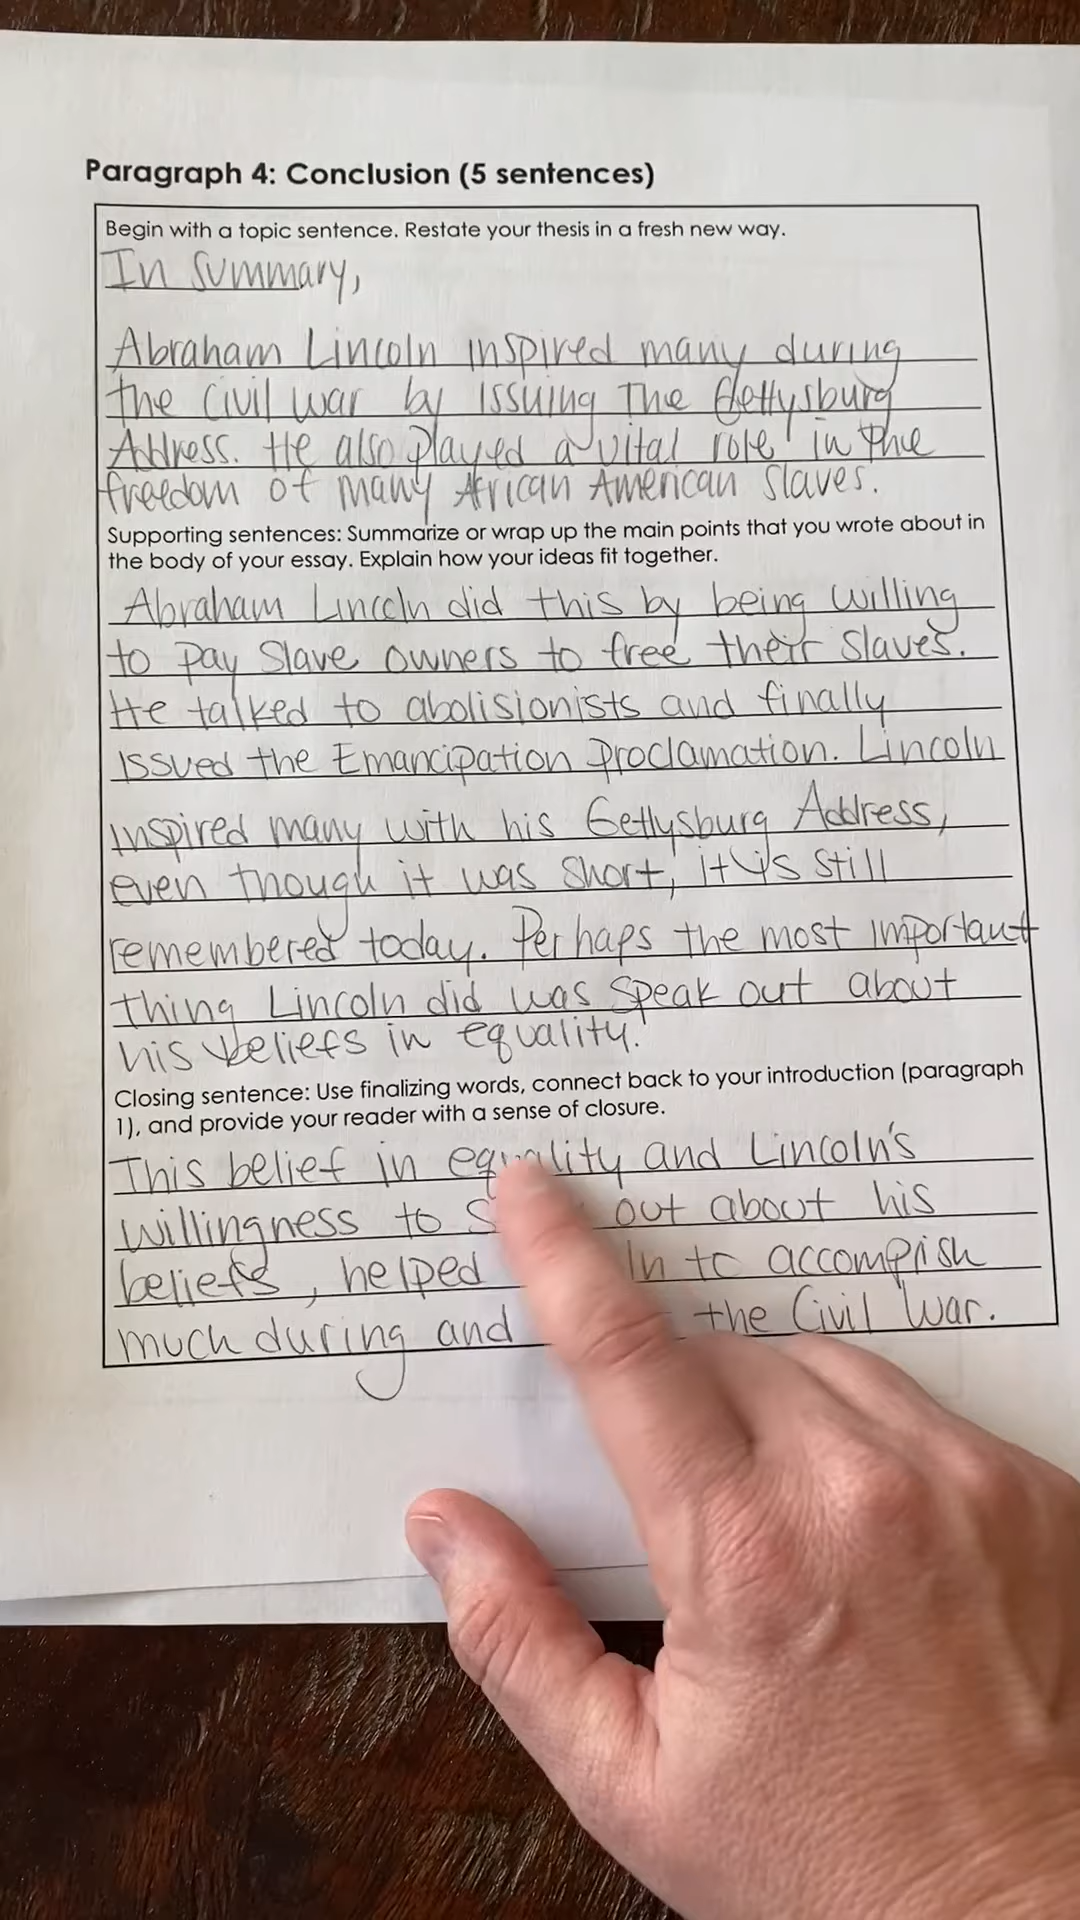 Paragraph 4: Conclusion (5 sentences)
Begin with a topic sentence. Restate your thesis in a fresh new way.
In summary,
Abraham Lincoln inspired many during
the civil war by issuing The Gettysburg
Address. He also played a vital role in the
freedom of many African American slaves.
Supporting sentences: Summarize or wrap up the main points that you wrote about in
the body of your essay. Explain how your ideas fit together.
Abraham Lincoln did this by being willing
to pay slave owners to free their slaves.
He talked to abolisionists and finally
issued the Emancipation Proclamation. Lincoln
inspired many with his Gettysburg Address,
even though it was short, it is still
remembered today. Perhaps the most important
thing Lincoln did was speak out about
his beliefs in equality.
Closing sentence: Use finalizing words, connect back to your introduction (paragraph
1), and provide your reader with a sense of closure.
This belief in equality and Lincoln's
willingness to out about his
beliefs, helped to accomplish
much during and the Civil War.